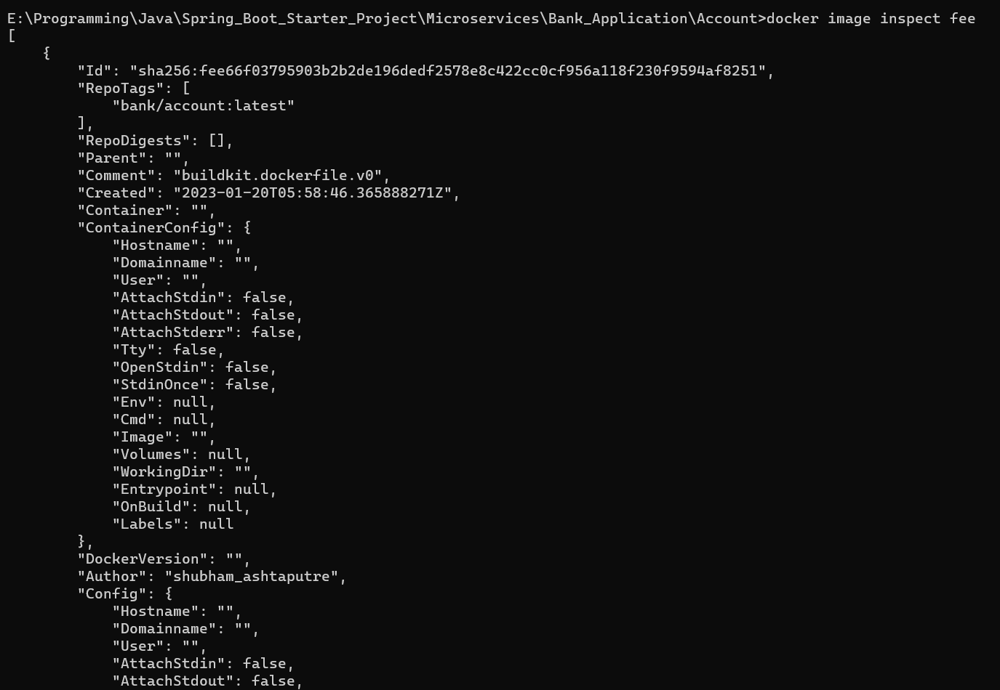 E:\Programming\Java\Spring_Boot_Starter_Project\Microservices\Bank_Application\Account>docker image inspect fee
[
    {
        "Id": "sha256:fee66f03795903b2b2de196dedf2578e8c422cc0cf956a118f230f9594af8251",
        "RepoTags": [
            "bank/account:latest"
        ],
        "RepoDigests": [],
        "Parent": "",
        "Comment": "buildkit.dockerfile.v0",
        "Created": "2023-01-20T05:58:46.365888271Z",
        "Container": "",
        "ContainerConfig": {
            "Hostname": "",
            "Domainname": "",
            "User": "",
            "AttachStdin": false,
            "AttachStdout": false,
            "AttachStderr": false,
            "Tty": false,
            "OpenStdin": false,
            "StdinOnce": false,
            "Env": null,
            "Cmd": null,
            "Image": "",
            "Volumes": null,
            "WorkingDir": "",
            "Entrypoint": null,
            "OnBuild": null,
            "Labels": null
        },
        "DockerVersion": "",
        "Author": "shubham_ashtaputre",
        "Config": {
            "Hostname": "",
            "Domainname": "",
            "User": "",
            "AttachStdin": false,
            "AttachStdout": false,